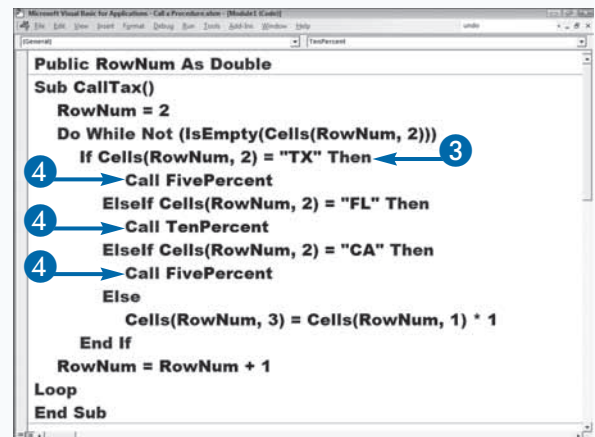 Microsoft Visual Basic for Applications - Call a Procedure.xlsm - [Module1 (Code)]
File Edit View Insert Format Debug Run Tools Add-Ins Window Help undo
(General) TenPercent
Public RowNum As Double
Sub CallTax()
RowNum = 2
Do While Not (IsEmpty(Cells(RowNum, 2)))
If Cells(RowNum, 2) = "TX" Then 3
4 Call FivePercent
ElseIf Cells(RowNum, 2) = "FL" Then
4 Call TenPercent
ElseIf Cells(RowNum, 2) = "CA" Then
4 Call FivePercent
Else
Cells(RowNum, 3) = Cells(RowNum, 1) * 1
End If
RowNum = RowNum + 1
Loop
End Sub